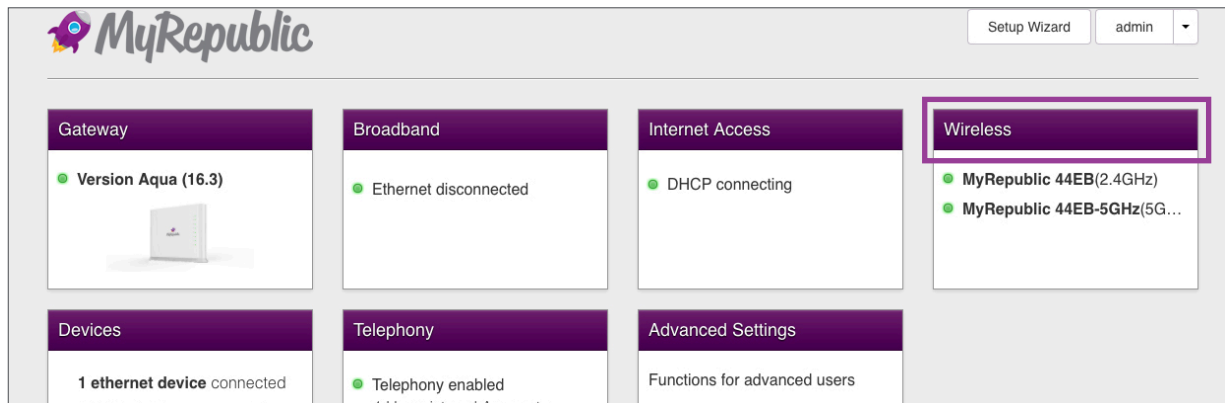 MyRepublic
Setup Wizard
admin
Gateway
Version Aqua (16.3)
Broadband
Ethernet disconnected
Internet Access
DHCP connecting
Wireless
MyRepublic 44EB(2.4GHz)
MyRepublic 44EB-5GHz(5G...
Devices
1 ethernet device connected
Telephony
Telephony enabled
Advanced Settings
Functions for advanced users